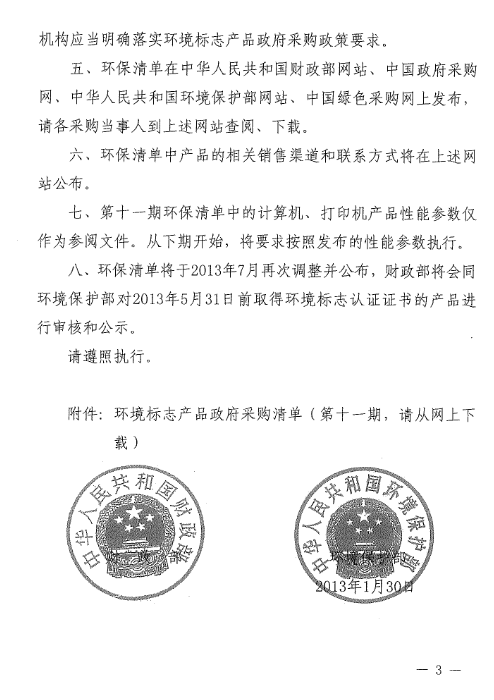 机构应当明确落实环境标志产品政府采购政策要求。
五、环保清单在中华人民共和国财政部网站、中国政府采购
网、中华人民共和国环境保护部网站、中国绿色采购网上发布，
请各采购当事人到上述网站查阅、下载。
六、环保清单中产品的相关销售渠道和联系方式将在上述网
站公布。
七、第十一期环保清单中的计算机、打印机产品性能参数仅
作为参阅文件。从下期开始，将要求按照发布的性能参数执行。
八、环保清单将于2013年7月再次调整并公布，财政部将会同
环境保护部对2013年5月31日前取得环境标志认证证书的产品进
行审核和公示。
请遵照执行。
附件：环境标志产品政府采购清单（第十一期，请从网上下
载）
中华人民共和国财政部
财 政 部
中华人民共和国环境保护部
环境保护部
2013年1月30日
— 3 —